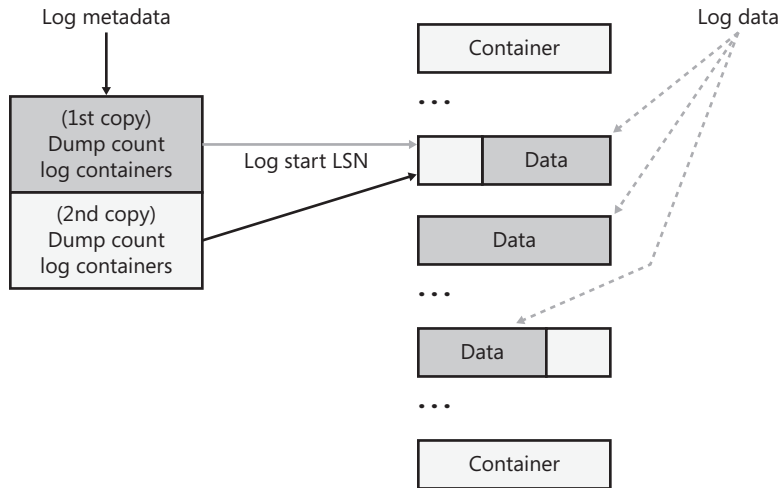 Log metadata
Log data
Container
...
(1st copy)
Dump count
log containers
Log start LSN
Data
(2nd copy)
Dump count
log containers
Data
...
Data
...
Container